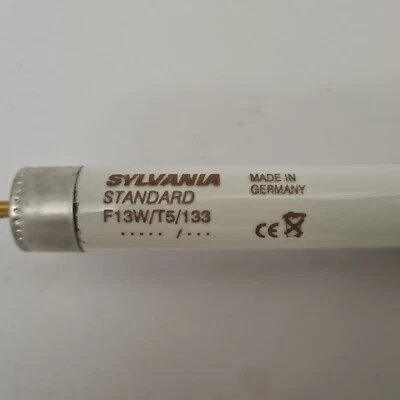 SYLVANIA
STANDARD
F13W/T5/133
MADE IN
GERMANY
CE